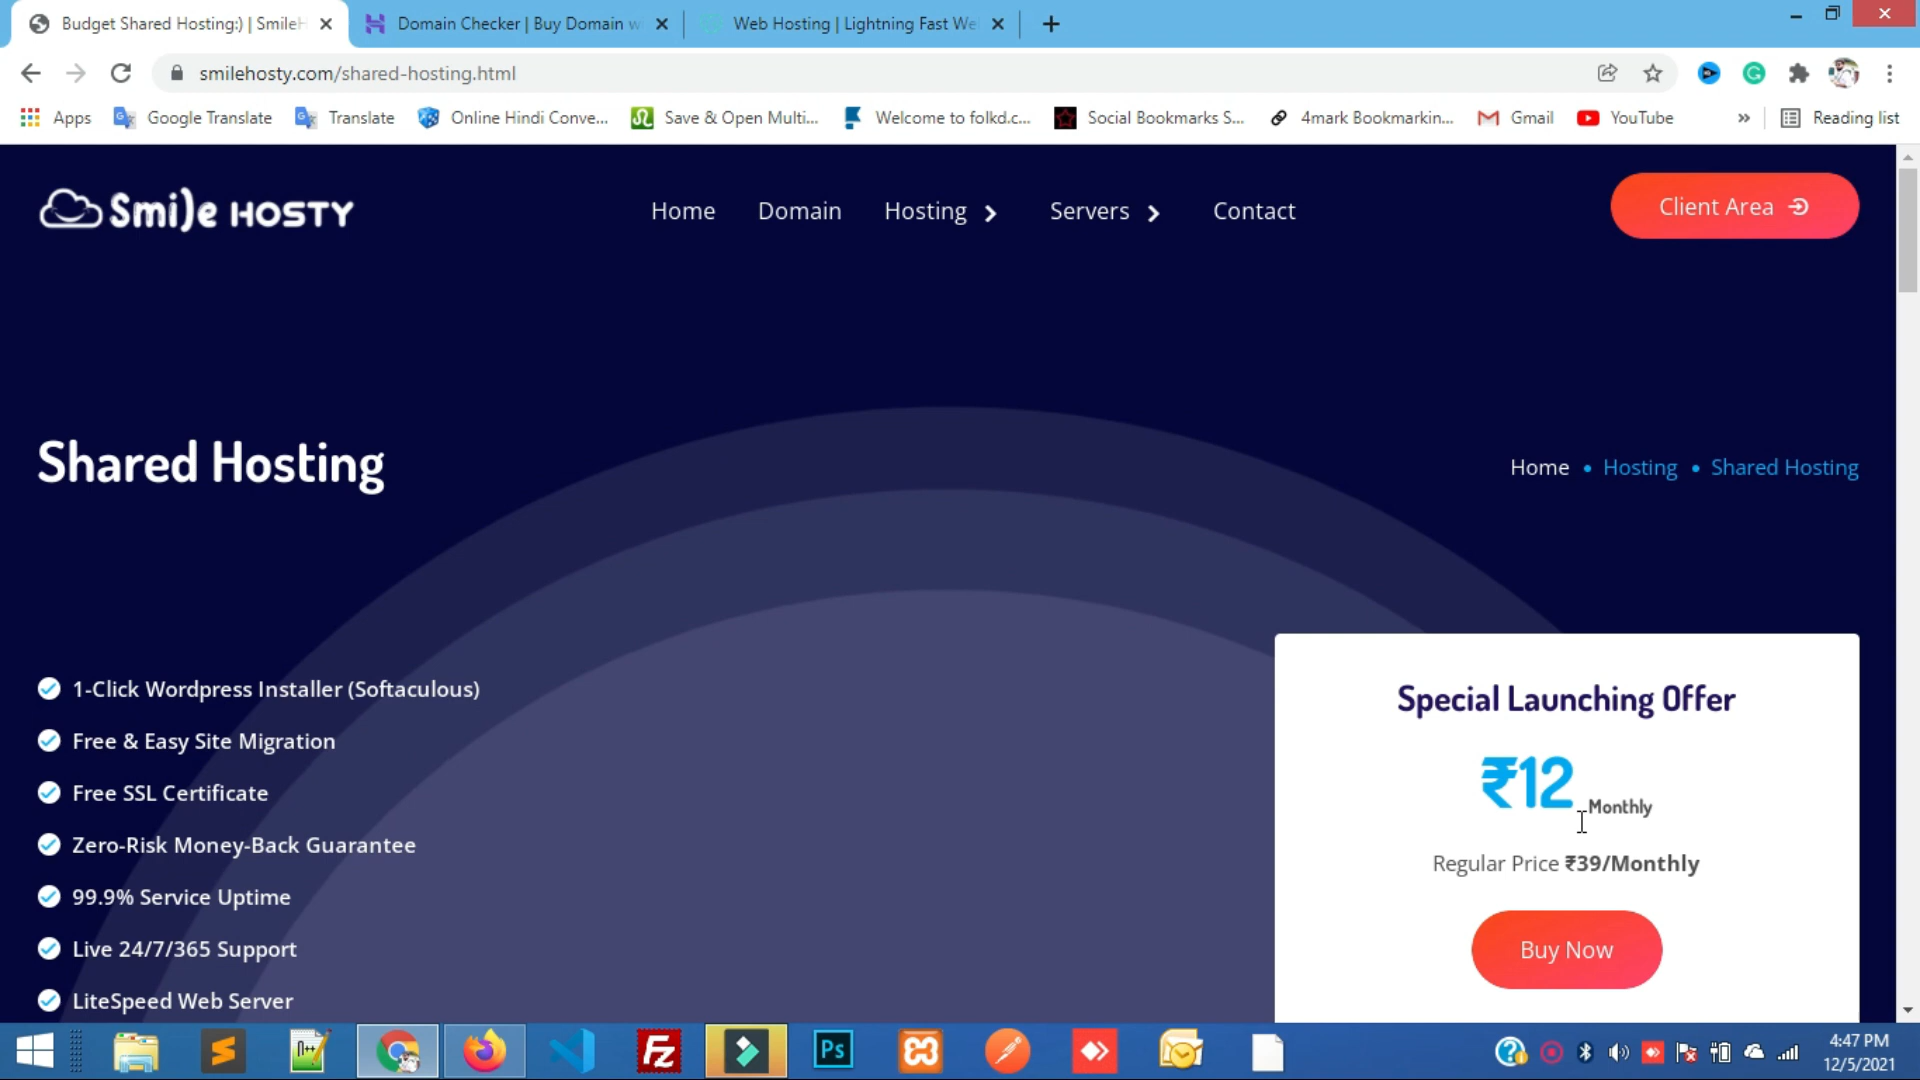 Budget Shared Hosting:) | SmileH
Domain Checker | Buy Domain w
Web Hosting | Lightning Fast We
smilehosty.com/shared-hosting.html
Apps
Google Translate
Translate
Online Hindi Conve...
Save & Open Multi...
Welcome to folkd.c...
Social Bookmarks S...
4mark Bookmarkin...
Gmail
YouTube
»
Reading list
Smile HOSTY
Home
Domain
Hosting
Servers
Contact
Client Area
Shared Hosting
Home • Hosting • Shared Hosting
1-Click Wordpress Installer (Softaculous)
Free & Easy Site Migration
Free SSL Certificate
Zero-Risk Money-Back Guarantee
99.9% Service Uptime
Live 24/7/365 Support
LiteSpeed Web Server
Special Launching Offer
₹12 Monthly
Regular Price ₹39/Monthly
Buy Now
Ps
4:47 PM
12/5/2021